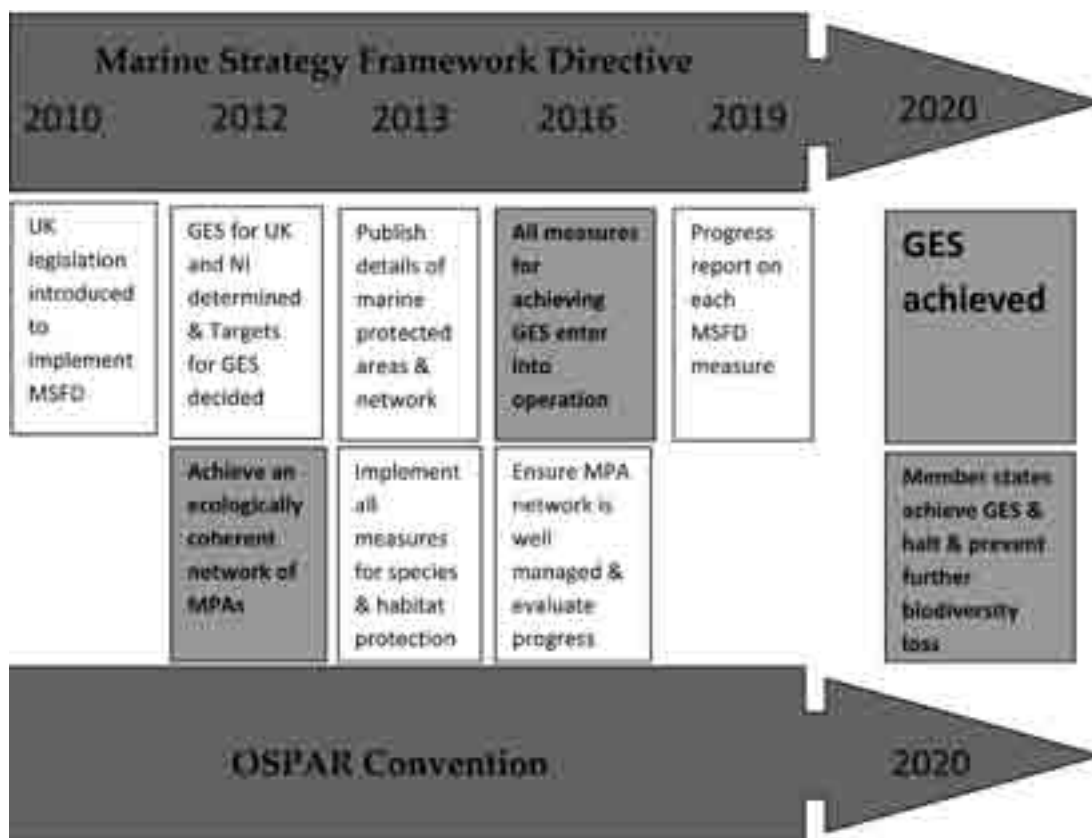 Marine Strategy Framework Directive
2010 2012 2013 2016 2019 2020
UK
legislation
introduced
to
implement
MSFD
GES for UK
and NI
determined
& Targets
for GES
decided
Publish
details of
marine
protected
areas &
network
All measures
for
achieving
GES enter
into
operation
Progress
report on
each
MSFD
measure
GES
achieved
Achieve an
ecologically
coherent
network of
MPAs
Implement
all
measures
for species
& habitat
protection
Ensure MPA
network is
well
managed &
evaluate
progress
Member states
achieve GES &
halt & prevent
further
biodiversity
loss
OSPAR Convention
2020